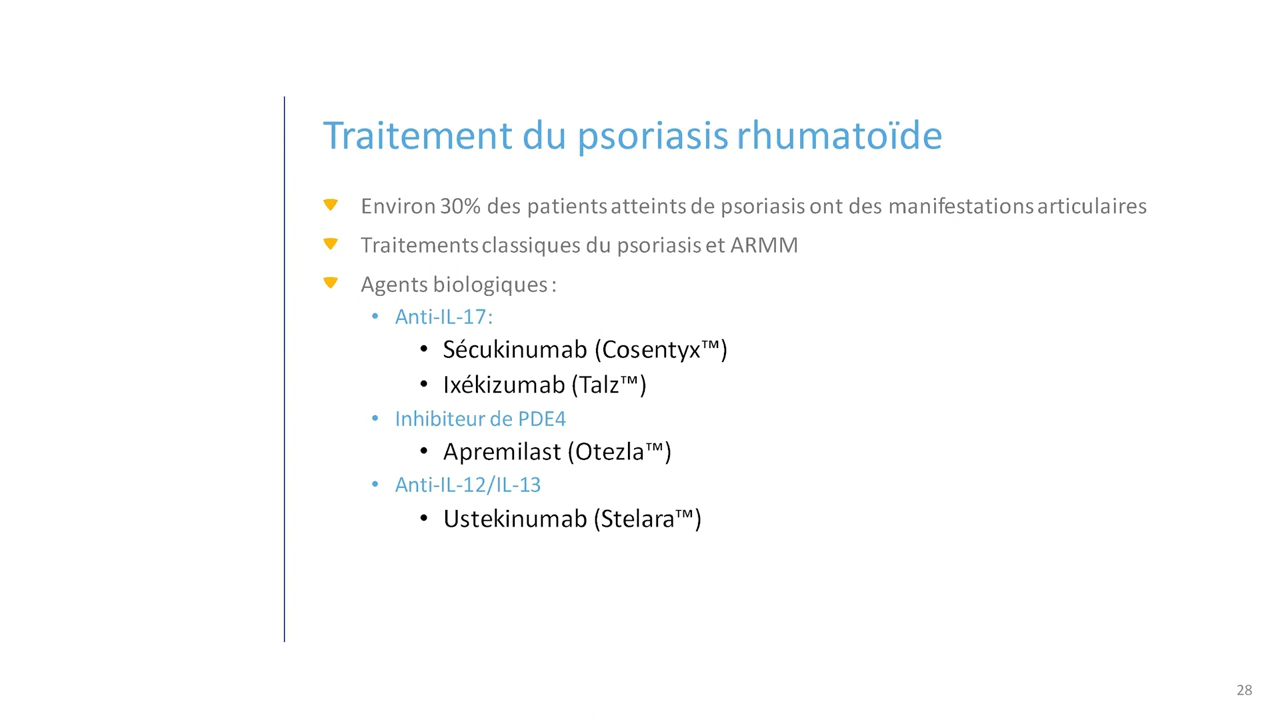 Traitement du psoriasis rhumatoïde
Environ 30% des patients atteints de psoriasis ont des manifestations articulaires
Traitements classiques du psoriasis et ARMM
Agents biologiques :
• Anti-IL-17:
• Sécukinumab (Cosentyx™)
• Ixékizumab (Talz™)
• Inhibiteur de PDE4
• Apremilast (Otezla™)
• Anti-IL-12/IL-13
• Ustekinumab (Stelara™)
28